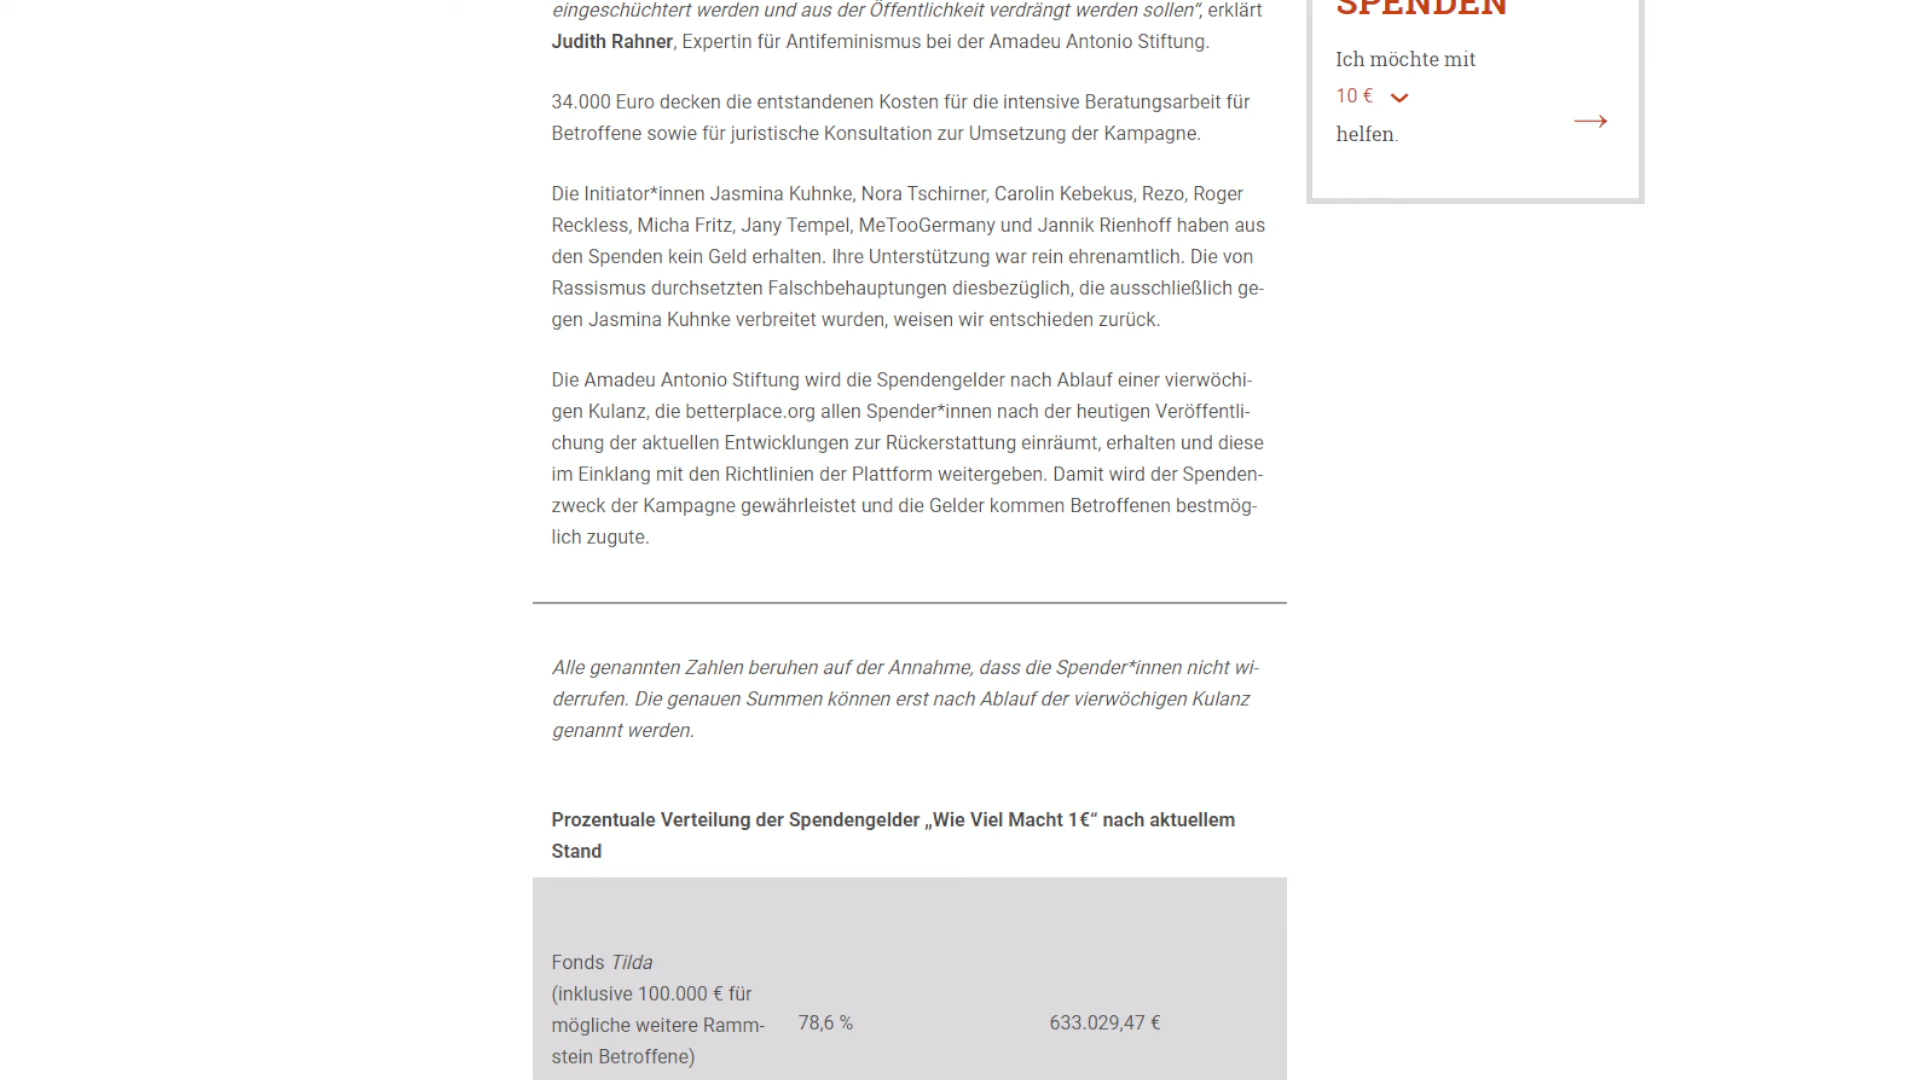 eingeschüchtert werden und aus der Öffentlichkeit verdrängt werden sollen“, erklärt
Judith Rahner, Expertin für Antifeminismus bei der Amadeu Antonio Stiftung.
34.000 Euro decken die entstandenen Kosten für die intensive Beratungsarbeit für
Betroffene sowie für juristische Konsultation zur Umsetzung der Kampagne.
Die Initiator*innen Jasmina Kuhnke, Nora Tschirner, Carolin Kebekus, Rezo, Roger
Reckless, Micha Fritz, Jany Tempel, MeTooGermany und Jannik Rienhoff haben aus
den Spenden kein Geld erhalten. Ihre Unterstützung war rein ehrenamtlich. Die von
Rassismus durchsetzten Falschbehauptungen diesbezüglich, die ausschließlich ge-
gen Jasmina Kuhnke verbreitet wurden, weisen wir entschieden zurück.
Die Amadeu Antonio Stiftung wird die Spendengelder nach Ablauf einer vierwöchi-
gen Kulanz, die betterplace.org allen Spender*innen nach der heutigen Veröffentli-
chung der aktuellen Entwicklungen zur Rückerstattung einräumt, erhalten und diese
im Einklang mit den Richtlinien der Plattform weitergeben. Damit wird der Spenden-
zweck der Kampagne gewährleistet und die Gelder kommen Betroffenen bestmög-
lich zugute.
Alle genannten Zahlen beruhen auf der Annahme, dass die Spender*innen nicht wi-
derrufen. Die genauen Summen können erst nach Ablauf der vierwöchigen Kulanz
genannt werden.
Prozentuale Verteilung der Spendengelder „Wie Viel Macht 1€“ nach aktuellem
Stand
Fonds Tilda
(inklusive 100.000 € für
mögliche weitere Ramm-
stein Betroffene)
78,6 %
633.029,47 €
SPENDEN
Ich möchte mit
10 €
helfen.